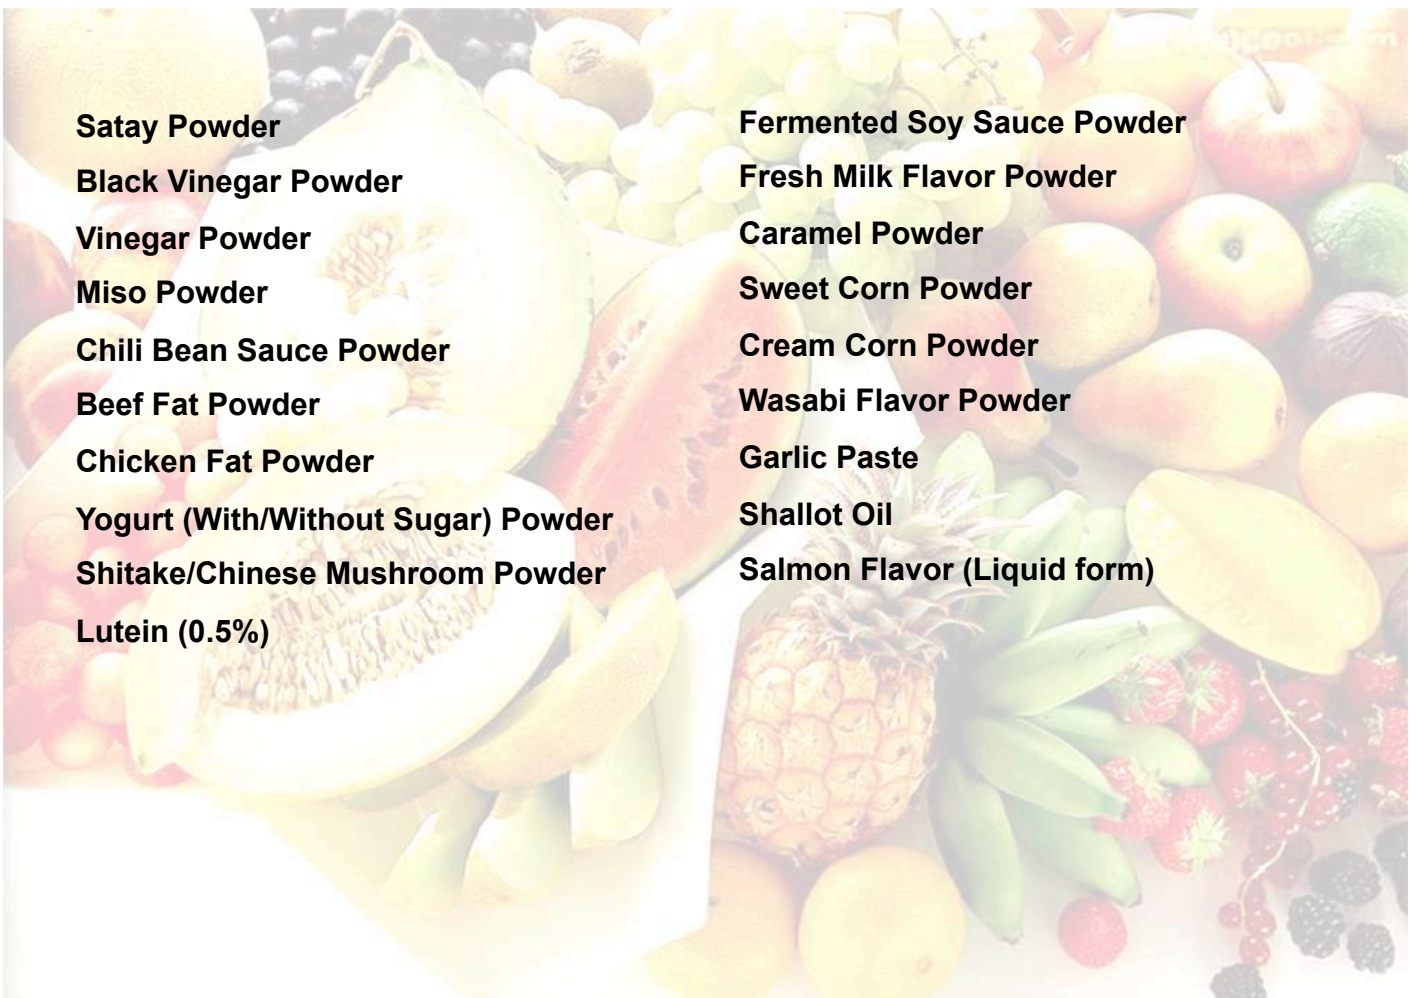 Satay Powder
Black Vinegar Powder
Vinegar Powder
Miso Powder
Chili Bean Sauce Powder
Beef Fat Powder
Chicken Fat Powder
Yogurt (With/Without Sugar) Powder
Shitake/Chinese Mushroom Powder
Lutein (0.5%)
Fermented Soy Sauce Powder
Fresh Milk Flavor Powder
Caramel Powder
Sweet Corn Powder
Cream Corn Powder
Wasabi Flavor Powder
Garlic Paste
Shallot Oil
Salmon Flavor (Liquid form)